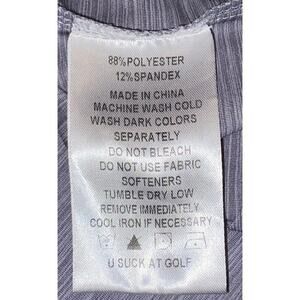 88%POLYESTER
12%SPANDEX
MADE IN CHINA
MACHINE WASH COLD
WASH DARK COLORS
SEPARATELY
DO NOT BLEACH
DO NOT USE FABRIC
SOFTENERS
TUMBLE DRY LOW
REMOVE IMMEDIATELY
COOL IRON IF NECESSARY
U SUCK AT GOLF